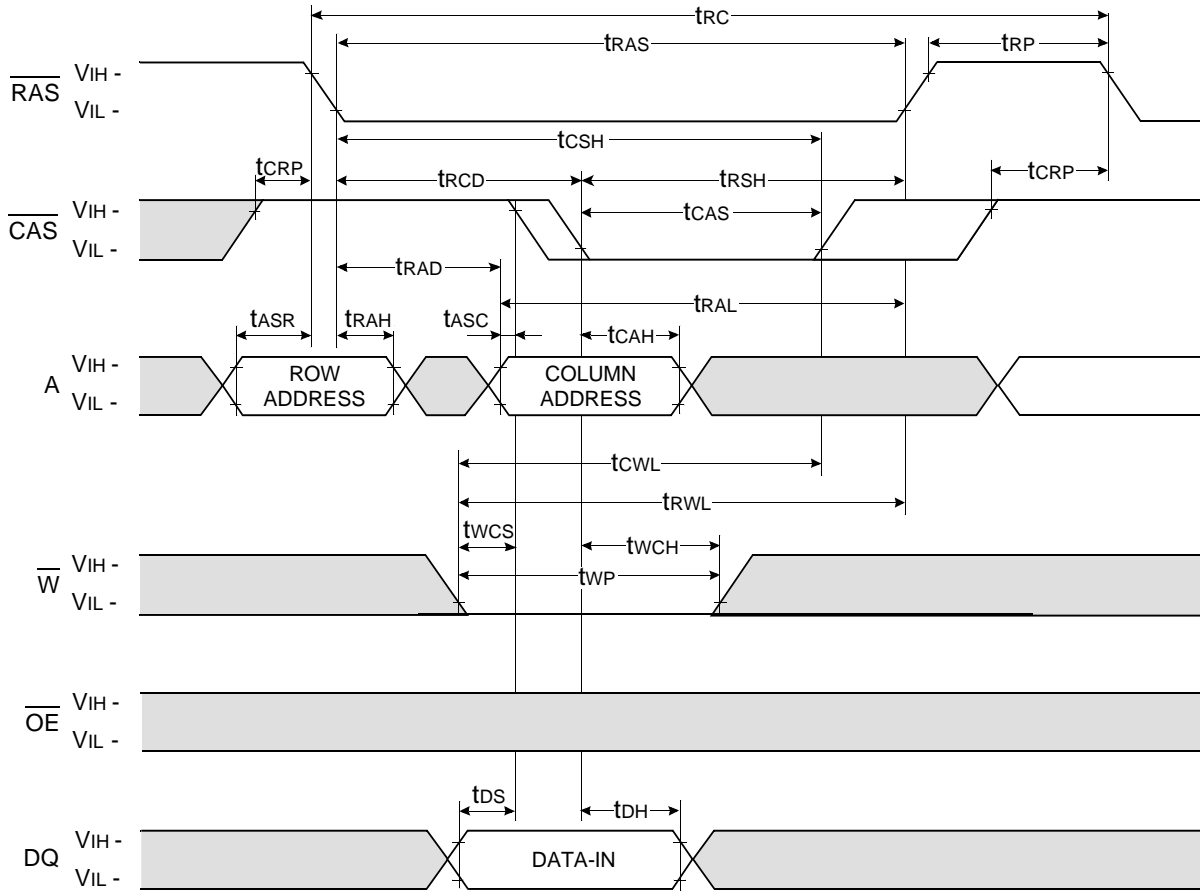 tRC
tRAS
tRP
RAS
VIH -
VIL -
tCSH
tCRP
tRCD
tRSH
tCRP
CAS
VIH -
VIL -
tCAS
tRAD
tRAL
tASR
tRAH
tASC
tCAH
A
VIH -
VIL -
ROW
ADDRESS
COLUMN
ADDRESS
tCWL
tRWL
tWCS
tWCH
W
VIH -
VIL -
tWP
OE
VIH -
VIL -
tDS
tDH
DQ
VIH -
VIL -
DATA-IN